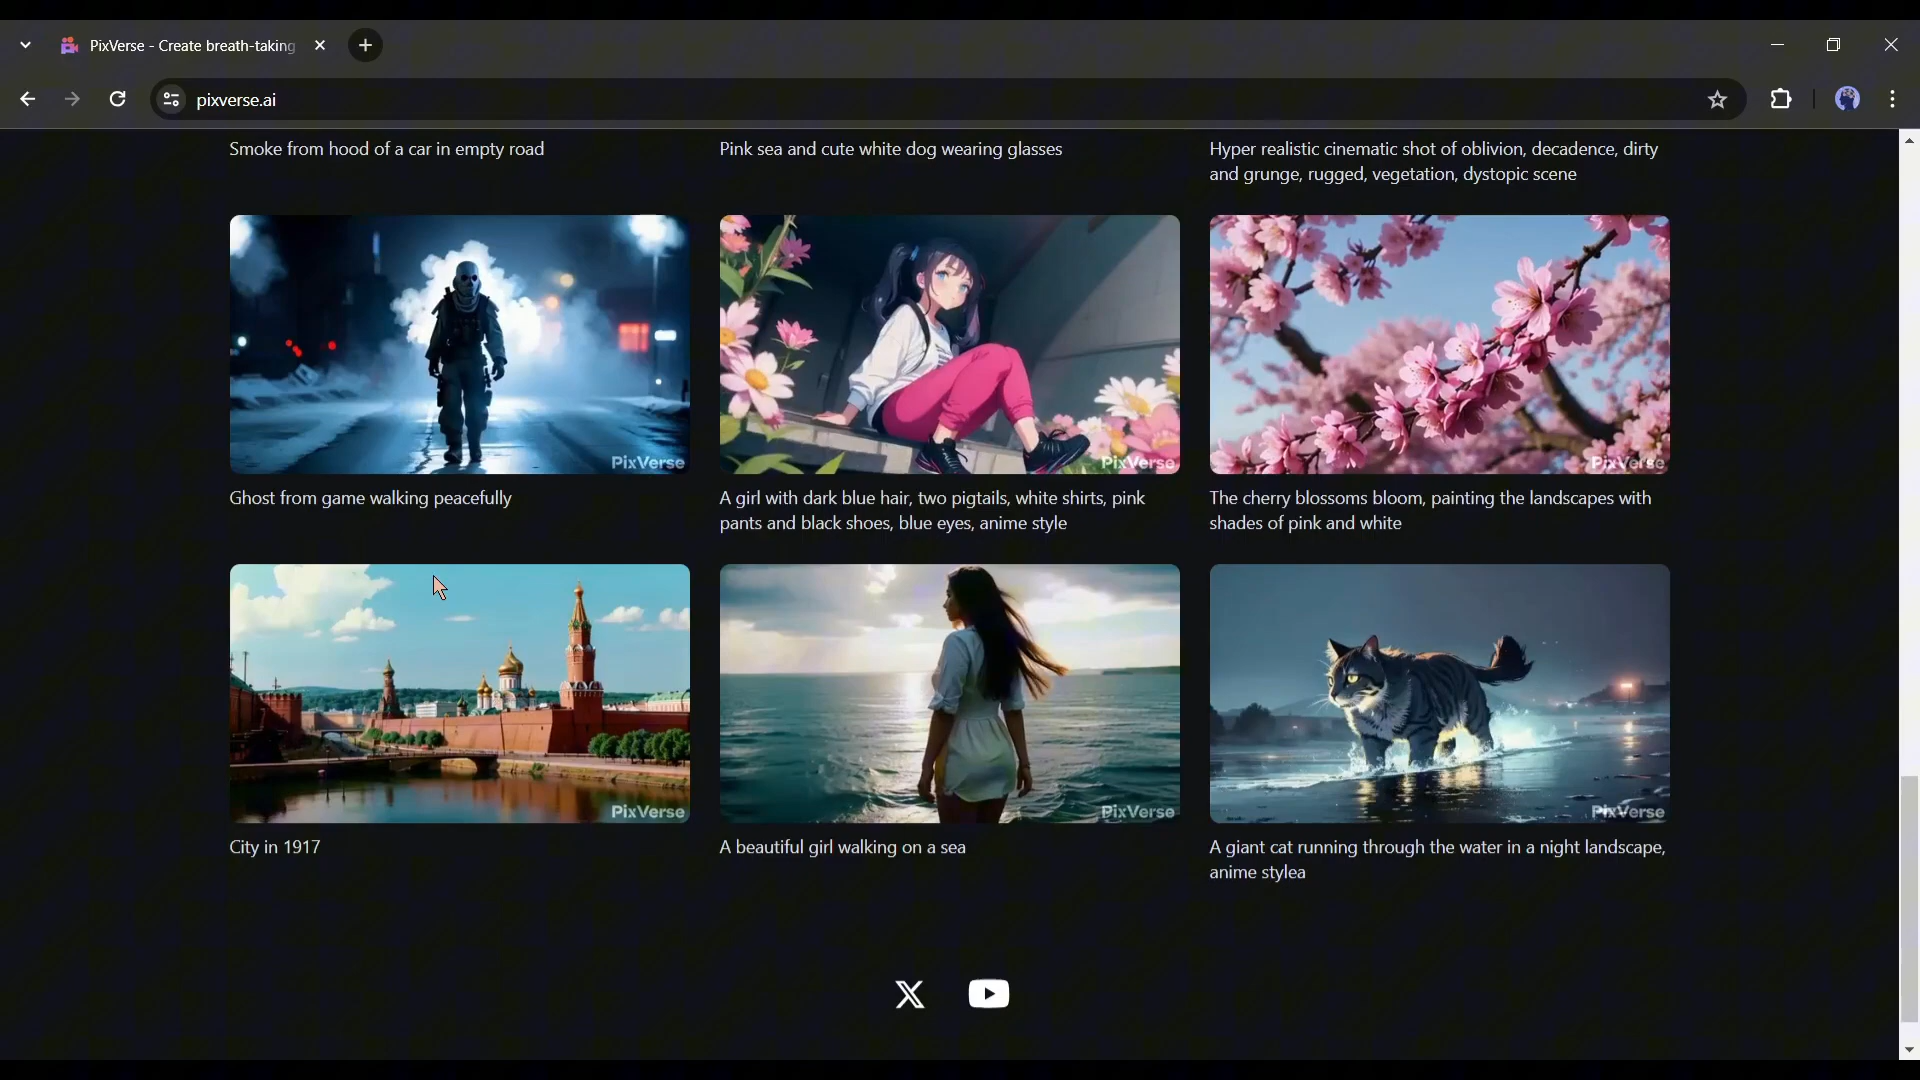 PixVerse - Create breath-taking
pixverse.ai
Smoke from hood of a car in empty road
Pink sea and cute white dog wearing glasses
Hyper realistic cinematic shot of oblivion, decadence, dirty
and grunge, rugged, vegetation, dystopic scene
PixVerse
PixVerse
PixVerse
Ghost from game walking peacefully
A girl with dark blue hair, two pigtails, white shirts, pink
pants and black shoes, blue eyes, anime style
The cherry blossoms bloom, painting the landscapes with
shades of pink and white
PixVerse
PixVerse
PixVerse
City in 1917
A beautiful girl walking on a sea
A giant cat running through the water in a night landscape,
anime stylea